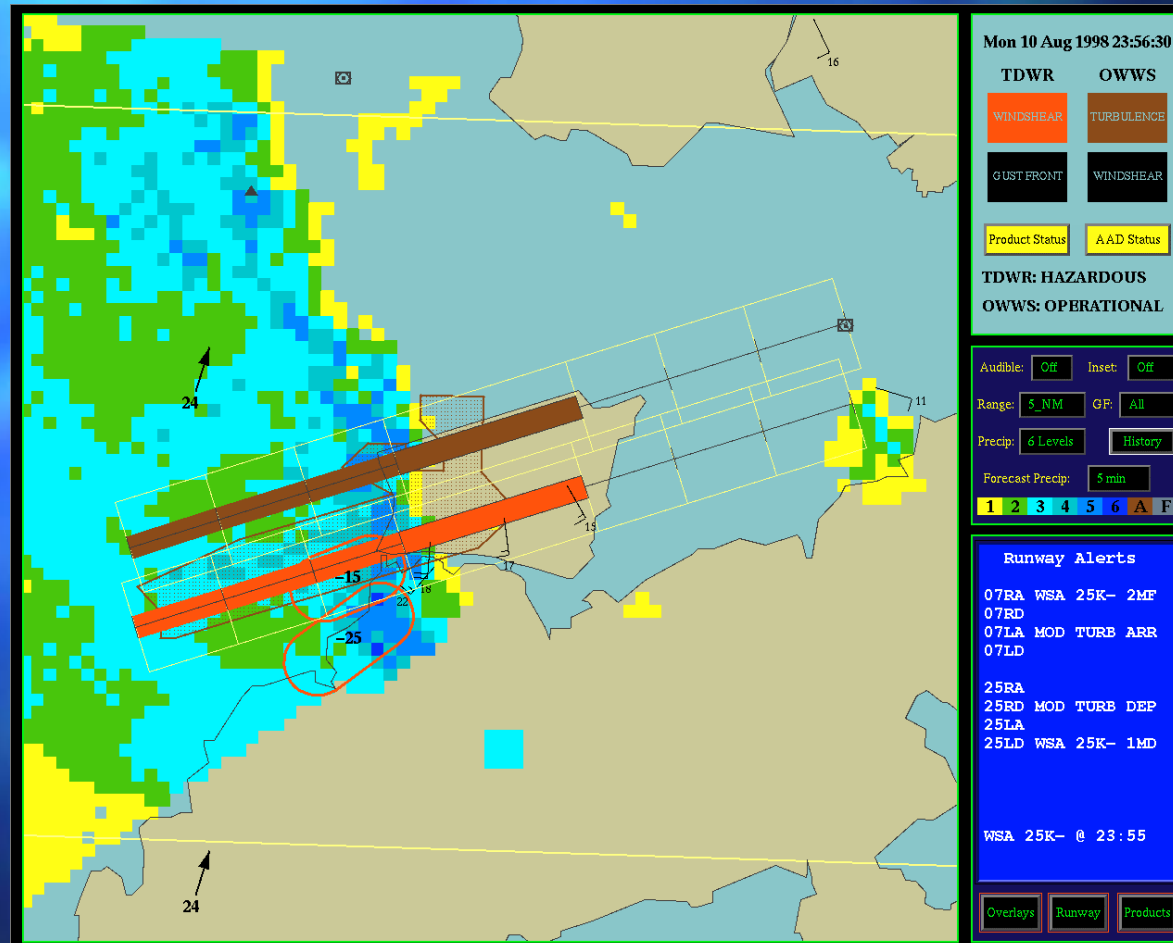 16
24
-15
-25
22
18
17
15
11
24
Mon 10 Aug 1998 23:56:30
TDWR OWWS
WINDSHEAR TURBULENCE
GUST FRONT WINDSHEAR
Product Status AAD Status
TDWR: HAZARDOUS
OWWS: OPERATIONAL
Audible: Off Inset: Off
Range: 5_NM GF: All
Precip: 6 Levels History
Forecast Precip: 5 min
1 2 3 4 5 6 A F
Runway Alerts
07RA WSA 25K- 2MF
07RD
07LA MOD TURB ARR
07LD
25RA
25RD MOD TURB DEP
25LA
25LD WSA 25K- 1MD
WSA 25K- @ 23:55
Overlays Runway Products